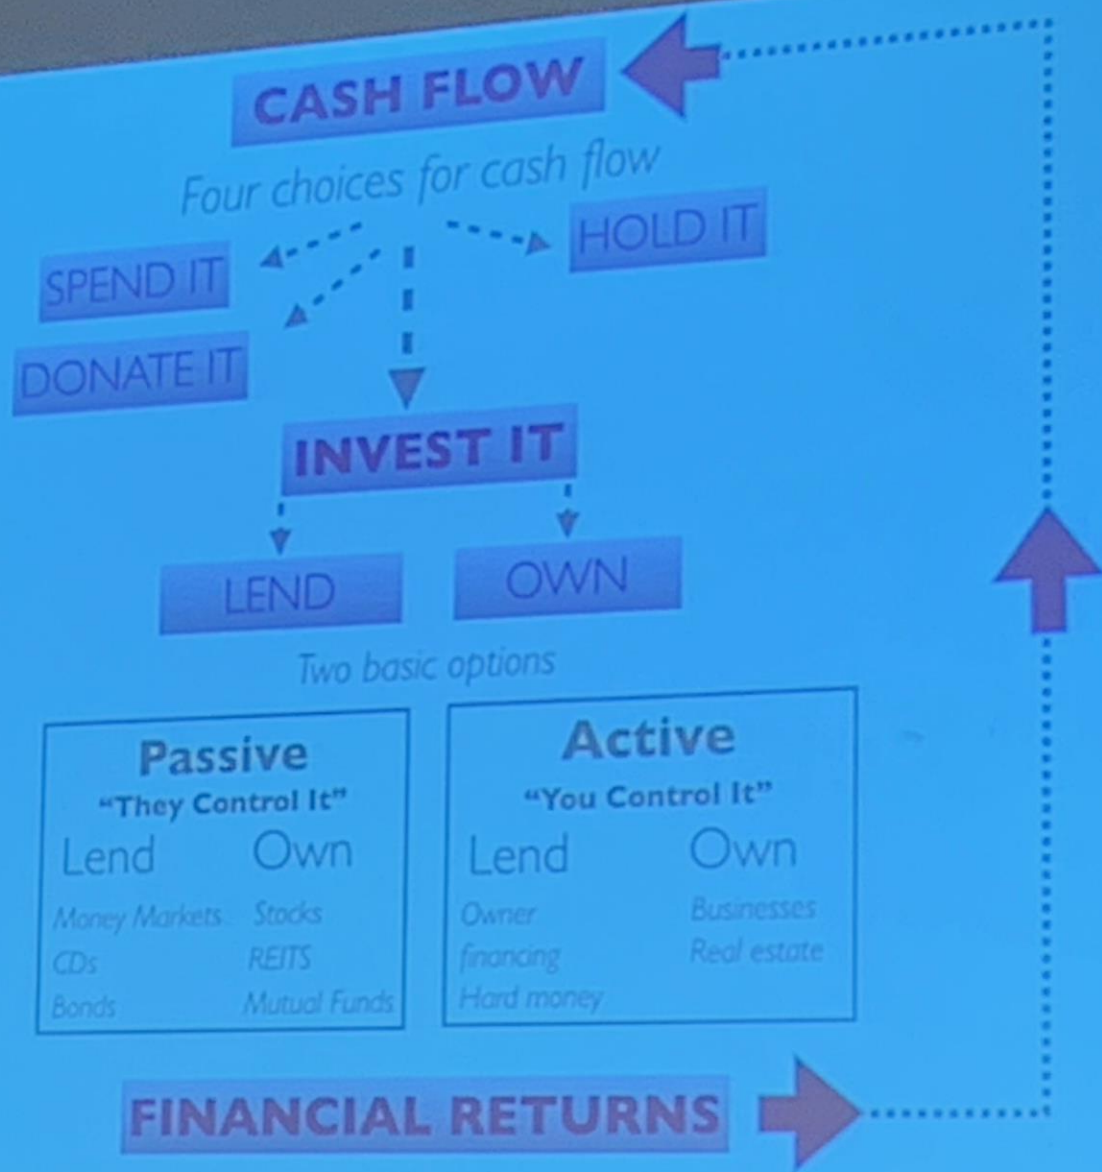 CASH FLOW
Four choices for cash flow
HOLD IT
SPEND IT
DONATE IT
INVEST IT
LEND OWN
Two basic options
Passive
“They Control It”
Lend Own
Money Markets Stocks
CDs REITS
Bonds Mutual Funds
Active
“You Control It”
Lend Own
Owner Businesses
financing Real estate
Hard money
FINANCIAL RETURNS